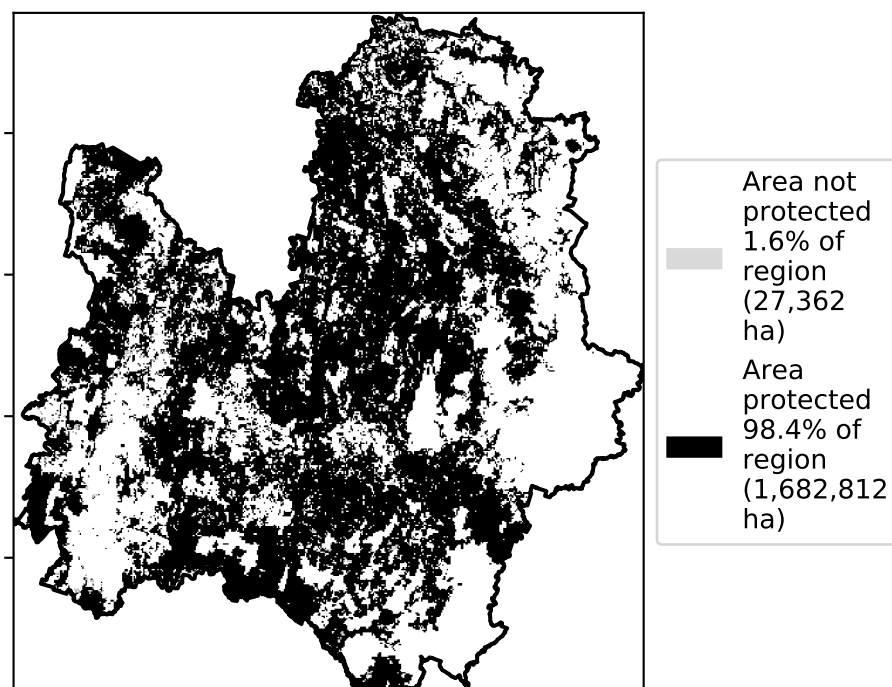 Area not
protected
1.6% of
region
(27,362
ha)
Area
protected
98.4% of
region
(1,682,812
ha)